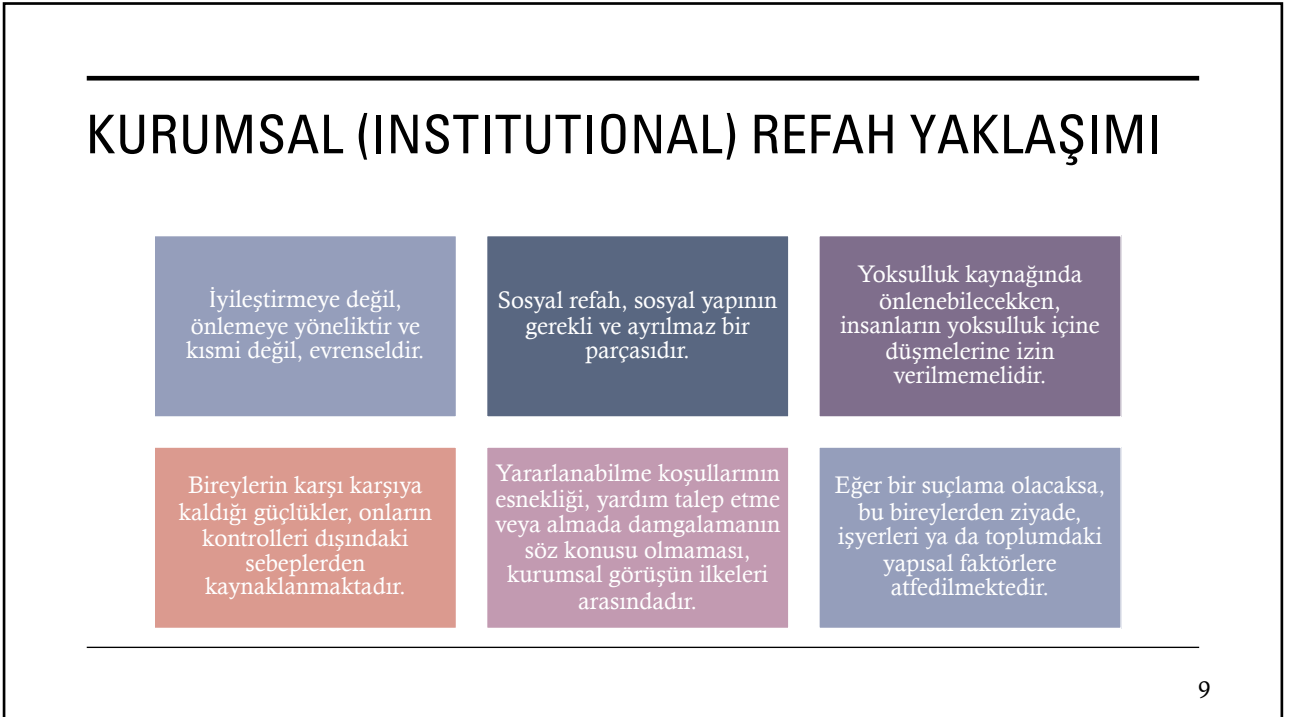 KURUMSAL (INSTITUTIONAL) REFAH YAKLAŞIMI
İyileştirmeye değil,
önlemeye yöneliktir ve
kısmi değil, evrenseldir.
Sosyal refah, sosyal yapının
gerekli ve ayrılmaz bir
parçasıdır.
Yoksulluk kaynağında
önlenebilecekken,
insanların yoksulluk içine
düşmelerine izin
verilmemelidir.
Bireylerin karşı karşıya
kaldığı güçlükler, onların
kontrolleri dışındaki
sebeplerden
kaynaklanmaktadır.
Yararlanabilme koşullarının
esnekliği, yardım talep etme
veya almada damgalamanın
söz konusu olmaması,
kurumsal görüşün ilkeleri
arasındadır.
Eğer bir suçlama olacaksa,
bu bireylerden ziyade,
işyerleri ya da toplumdaki
yapısal faktörlere
atfedilmektedir.
9